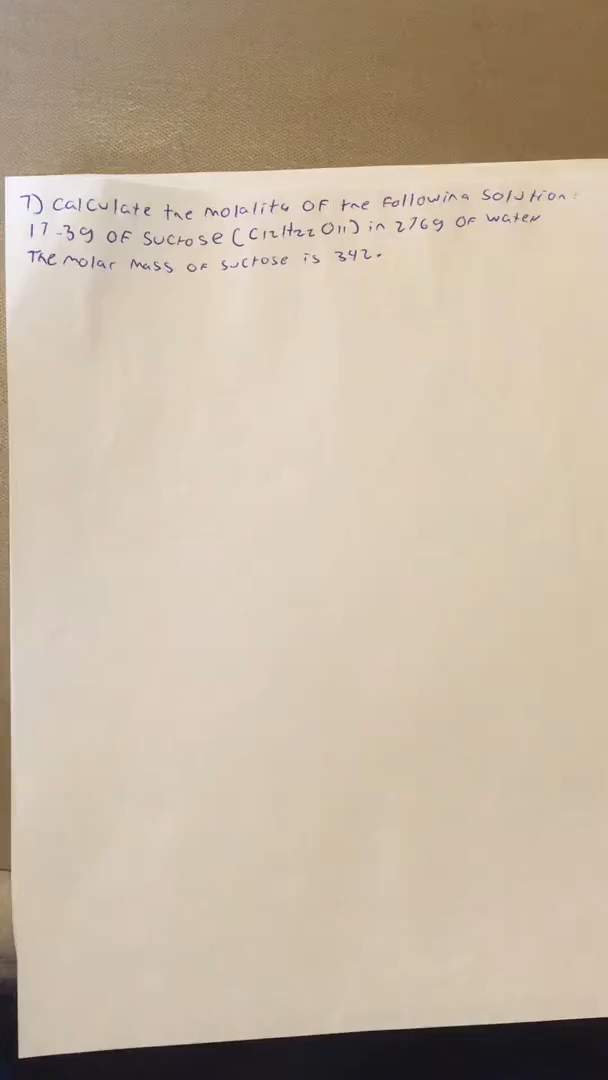 7) Calculate the molality of the following solution:
17.3g of sucrose (C12H22O11) in 276g of water
The molar mass of sucrose is 342.